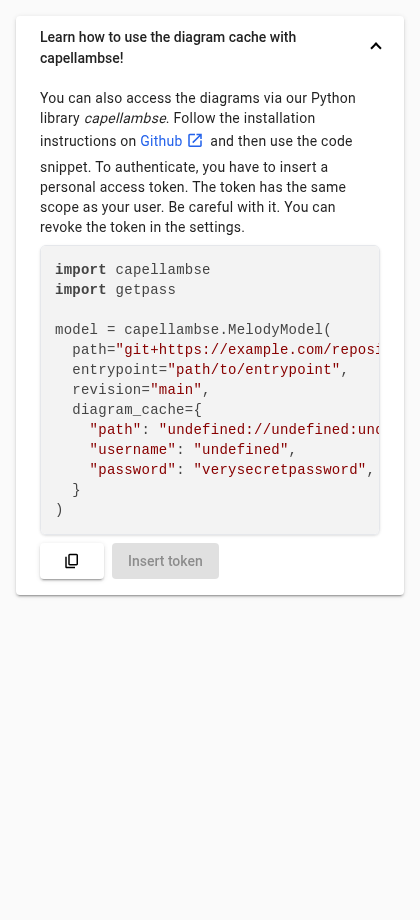 Learn how to use the diagram cache with
capellambse!
You can also access the diagrams via our Python
library capellambse. Follow the installation
instructions on Github and then use the code
snippet. To authenticate, you have to insert a
personal access token. The token has the same
scope as your user. Be careful with it. You can
revoke the token in the settings.
import capellambse
import getpass
model = capellambse.MelodyModel(
path="git+https://example.com/reposi
entrypoint="path/to/entrypoint",
revision="main",
diagram_cache={
"path": "undefined://undefined:und
"username": "undefined",
"password": "verysecretpassword",
}
)
Insert token